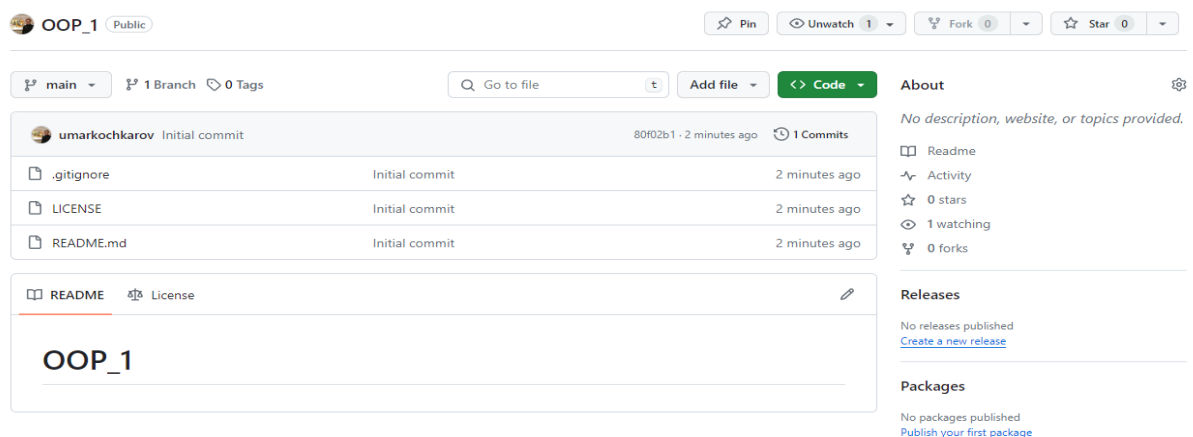 OOP_1 Public Pin Unwatch 1 Fork 0 Star 0
main 1 Branch 0 Tags Go to file t Add file Code
umarkochkarov Initial commit 80f02b1 · 2 minutes ago 1 Commits
.gitignore Initial commit 2 minutes ago
LICENSE Initial commit 2 minutes ago
README.md Initial commit 2 minutes ago
README License
OOP_1
About
No description, website, or topics provided.
Readme
Activity
0 stars
1 watching
0 forks
Releases
No releases published
Create a new release
Packages
No packages published
Publish your first package